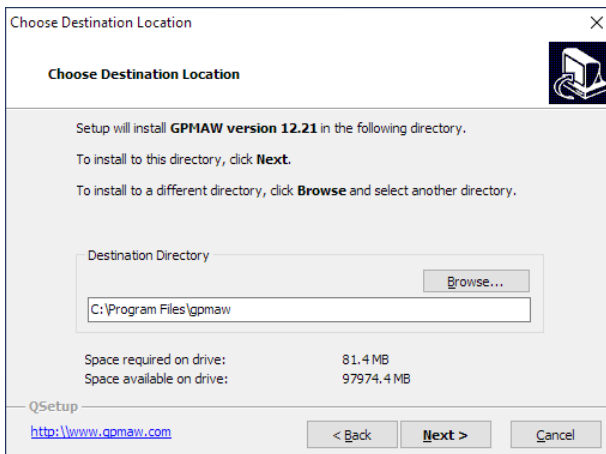 Choose Destination Location
Choose Destination Location
Setup will install GPMAW version 12.21 in the following directory.
To install to this directory, click Next.
To install to a different directory, click Browse and select another directory.
Destination Directory
Browse...
C:\Program Files\gpmaw
Space required on drive: 81.4 MB
Space available on drive: 97974.4 MB
QSetup
http:\\www.gpmaw.com
< Back Next > Cancel